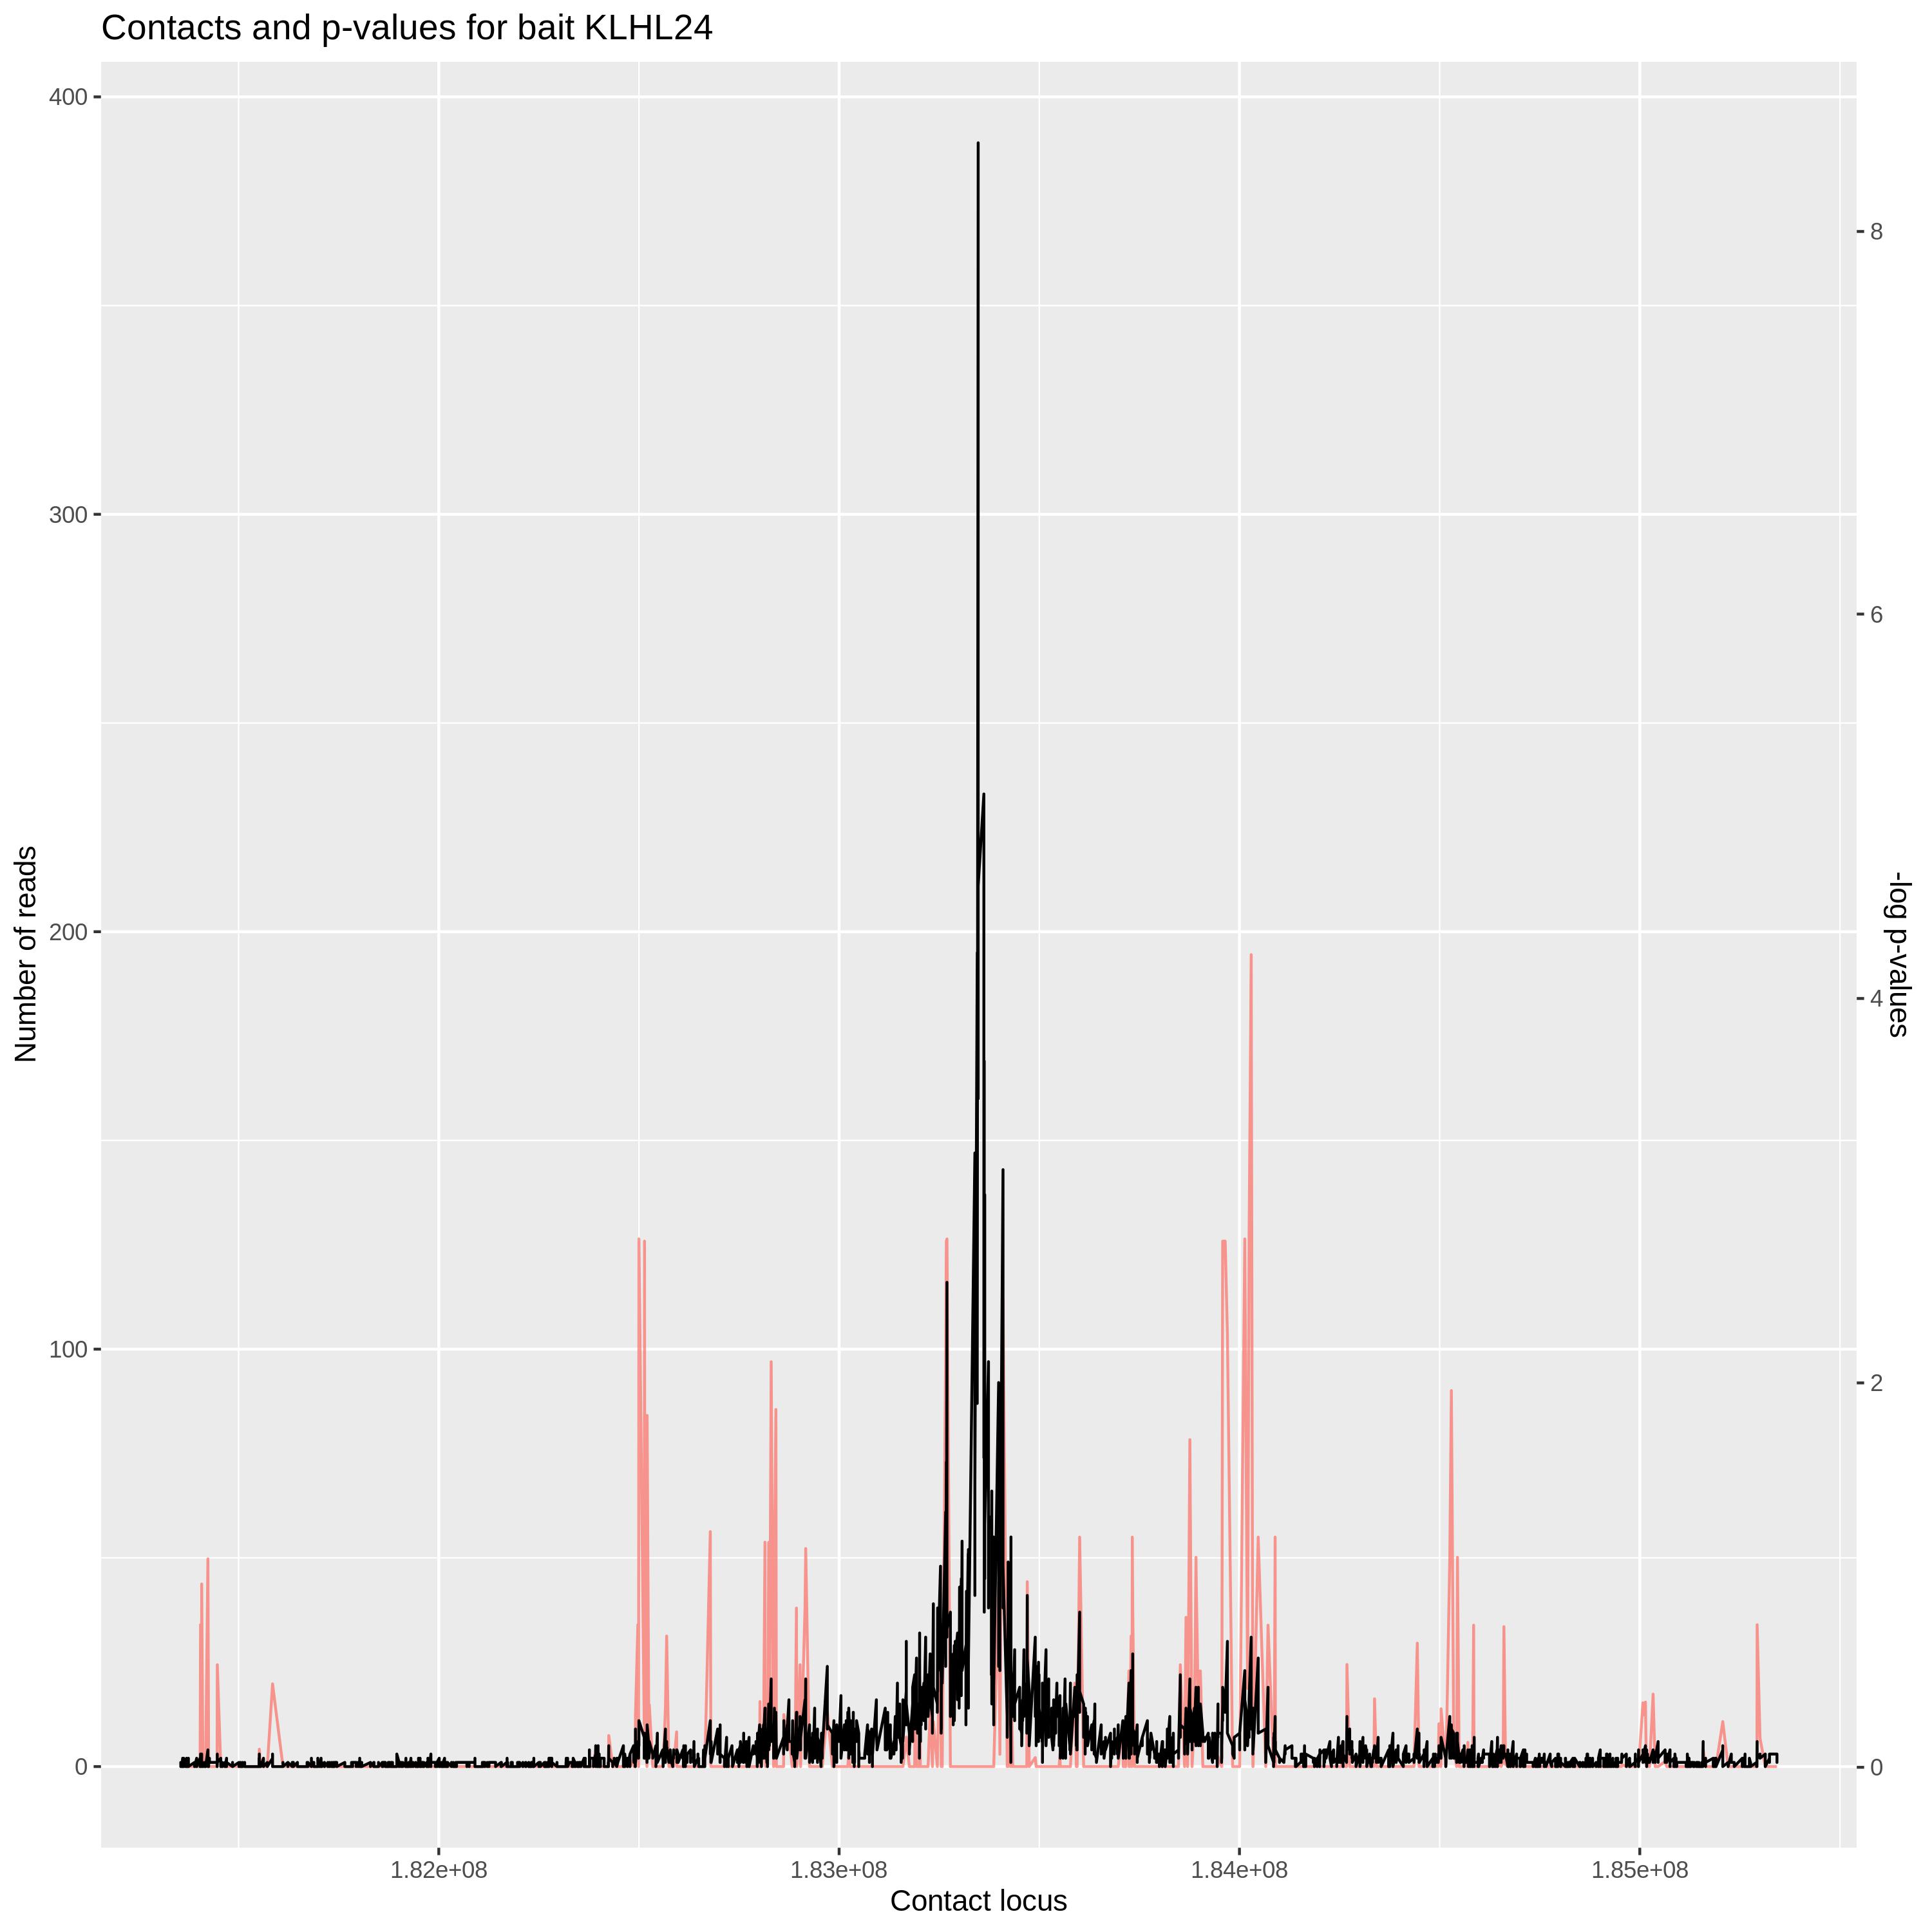 Contacts and p-values for bait KLHL24
400
300
200
100
0
Number of reads
8
6
4
2
0
-log p-values
1.82e+08
1.83e+08
1.84e+08
1.85e+08
Contact locus